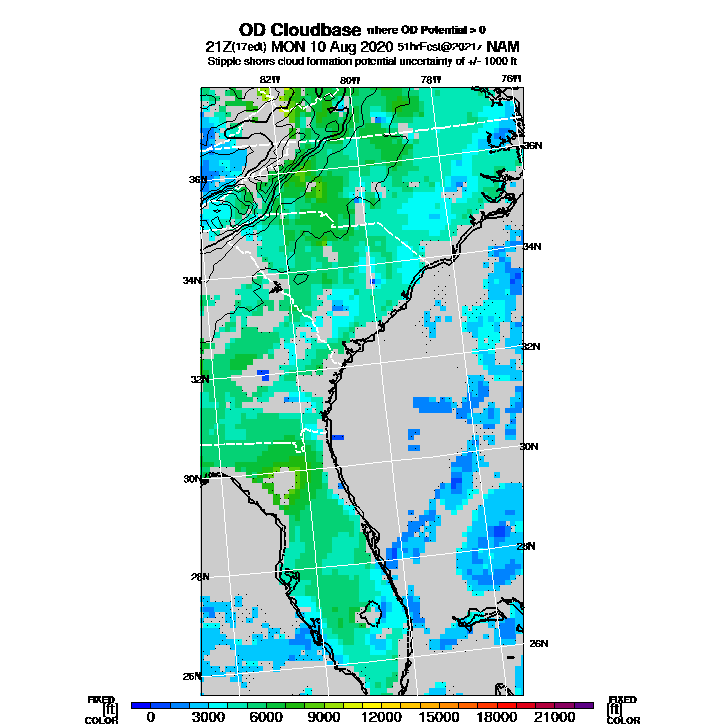 OD Cloudbase where OD Potential > 0
21Z(17edt) MON 10 Aug 2020 51hrFcst@2021z NAM
Stipple shows cloud formation potential uncertainty of +/- 1000 ft
82W 80W 78W 76W
36N
36N
34N
34N
32N
32N
30N
30N
28N
28N
26N
26N
FIXED [ft] COLOR
0 3000 6000 9000 12000 15000 18000 21000
FIXED [ft] COLOR